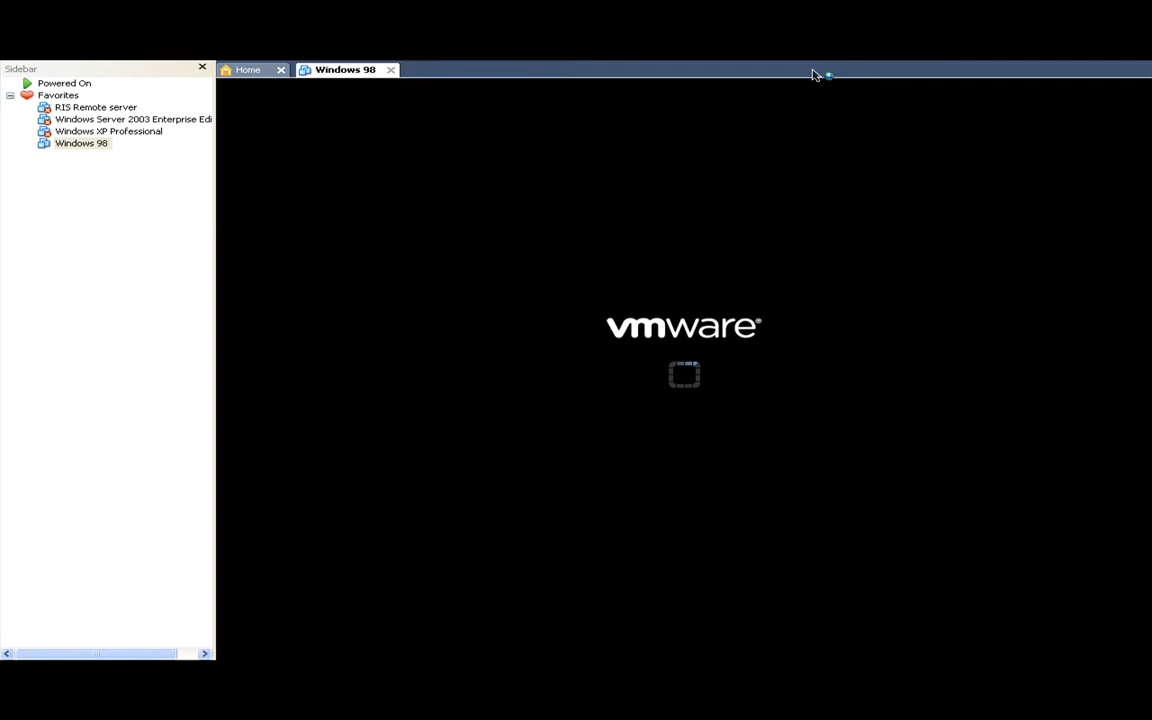 Sidebar
Home
Windows 98
Powered On
Favorites
RIS Remote server
Windows Server 2003 Enterprise Edi
Windows XP Professional
Windows 98
vmware®